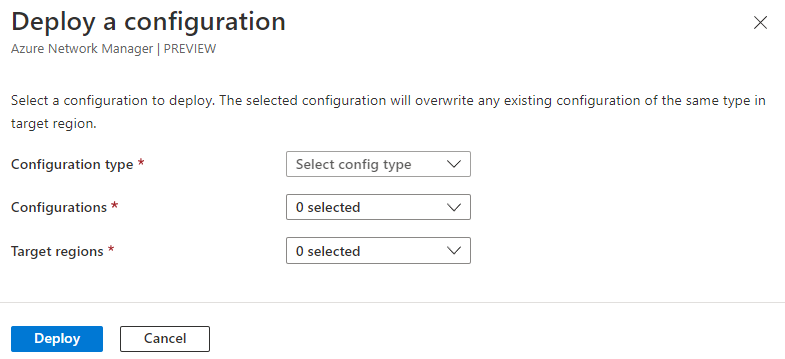 Deploy a configuration
Azure Network Manager | PREVIEW
Select a configuration to deploy. The selected configuration will overwrite any existing configuration of the same type in
target region.
Configuration type * Select config type
Configurations * 0 selected
Target regions * 0 selected
Deploy Cancel